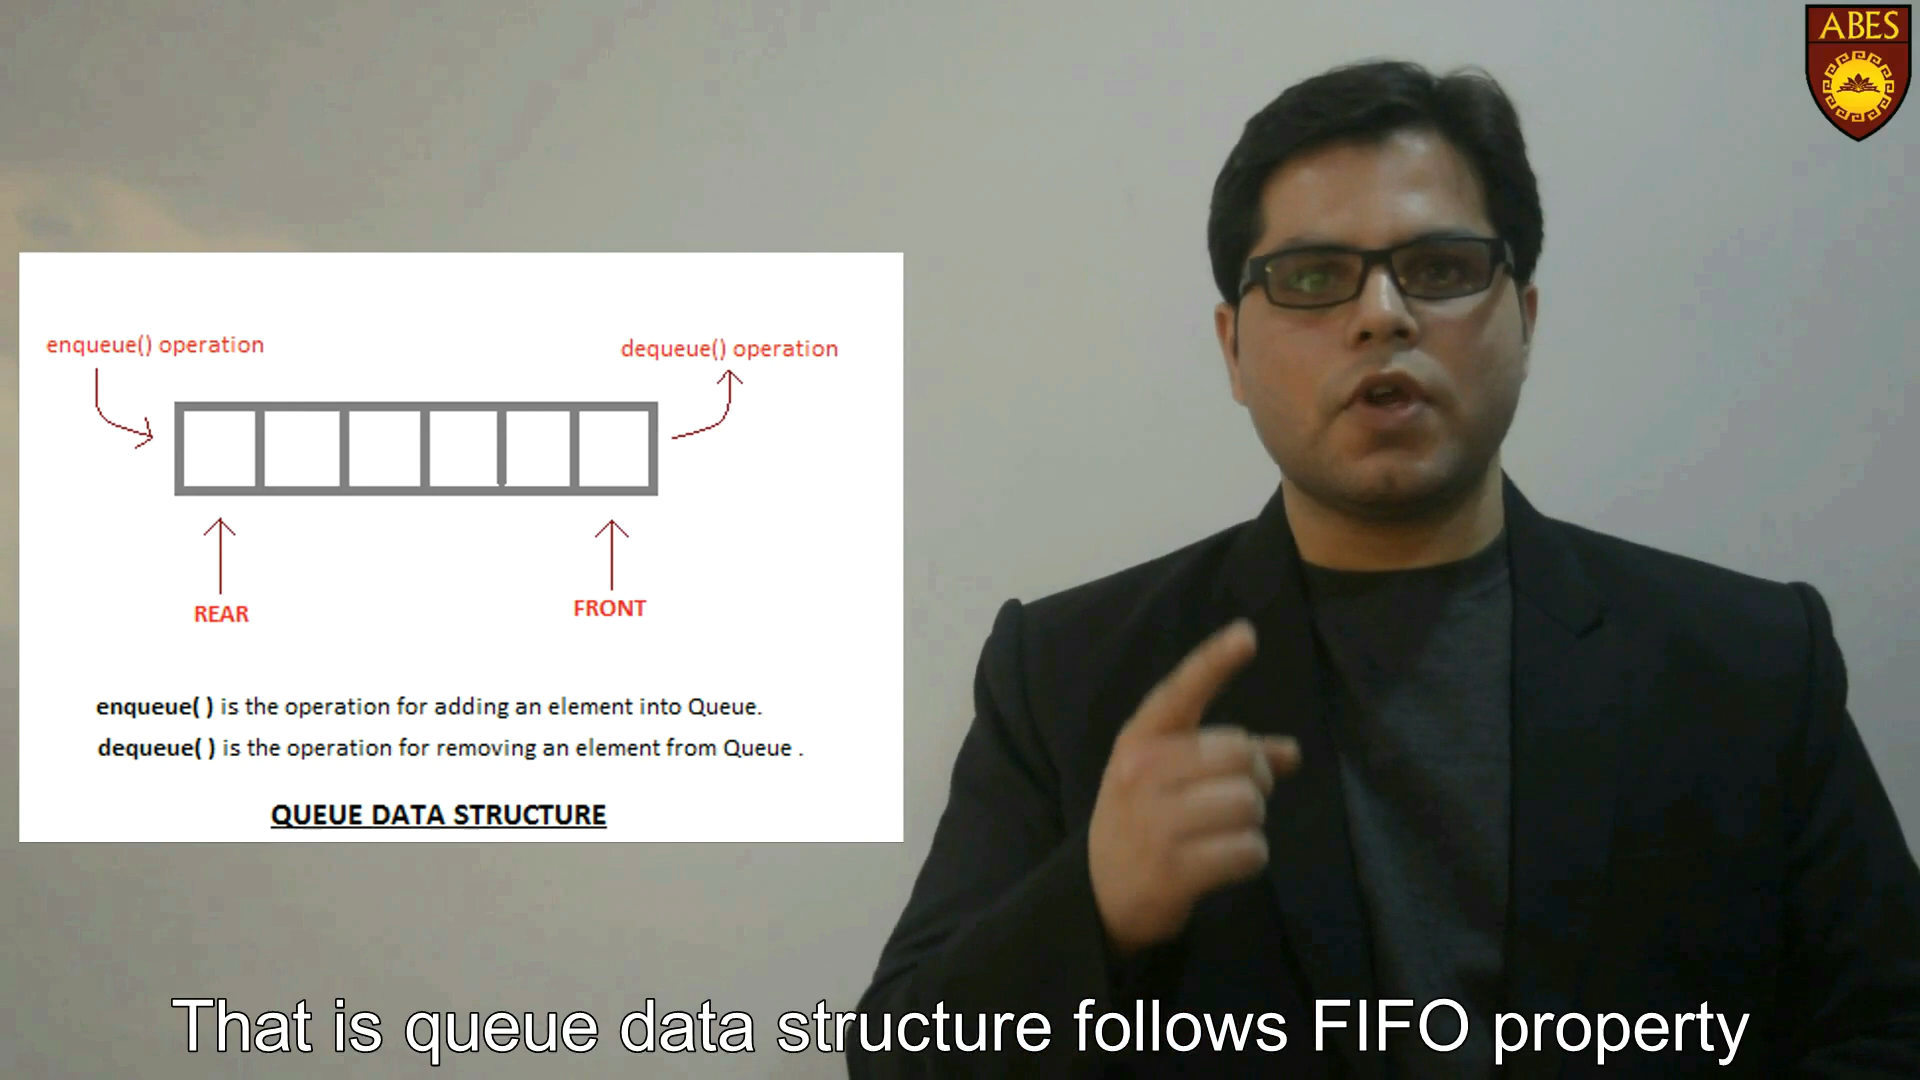 ABES
enqueue() operation
dequeue() operation
REAR
FRONT
enqueue( ) is the operation for adding an element into Queue.
dequeue( ) is the operation for removing an element from Queue .
QUEUE DATA STRUCTURE
That is queue data structure follows FIFO property